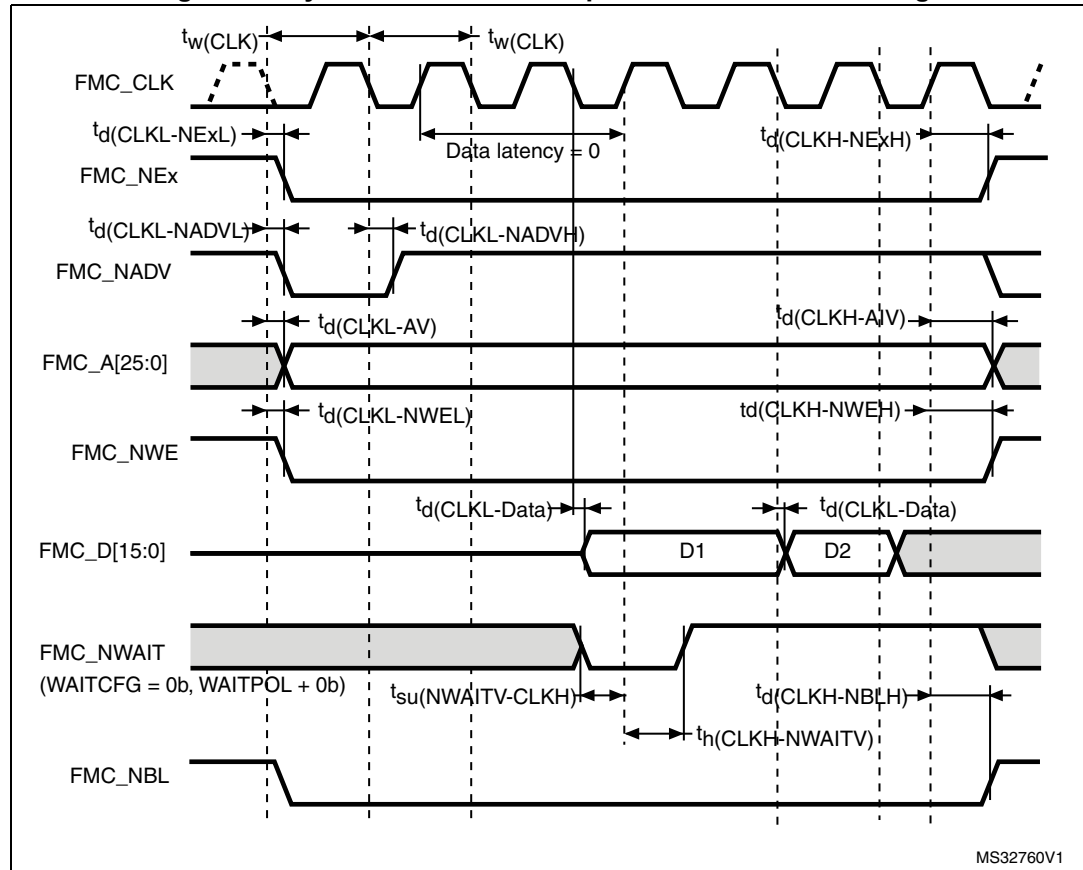 tw(CLK)
tw(CLK)
FMC_CLK
td(CLKL-NExL)
Data latency = 0
td(CLKH-NExH)
FMC_NEx
td(CLKL-NADVL)
td(CLKL-NADVH)
FMC_NADV
td(CLKL-AV)
td(CLKH-AIV)
FMC_A[25:0]
td(CLKL-NWEL)
td(CLKH-NWEH)
FMC_NWE
td(CLKL-Data)
td(CLKL-Data)
FMC_D[15:0]
D1
D2
FMC_NWAIT
(WAITCFG = 0b, WAITPOL + 0b)
tsu(NWAITV-CLKH)
td(CLKH-NBLH)
th(CLKH-NWAITV)
FMC_NBL
MS32760V1